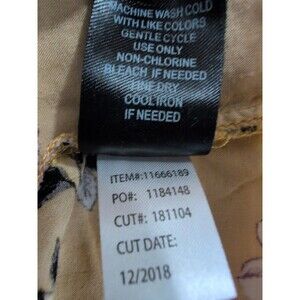 MACHINE WASH COLD
WITH LIKE COLORS
GENTLE CYCLE
USE ONLY
NON-CHLORINE
BLEACH IF NEEDED
LINE DRY
COOL IRON
IF NEEDED
ITEM#:11666189
PO#: 1184148
CUT#: 181104
CUT DATE:
12/2018